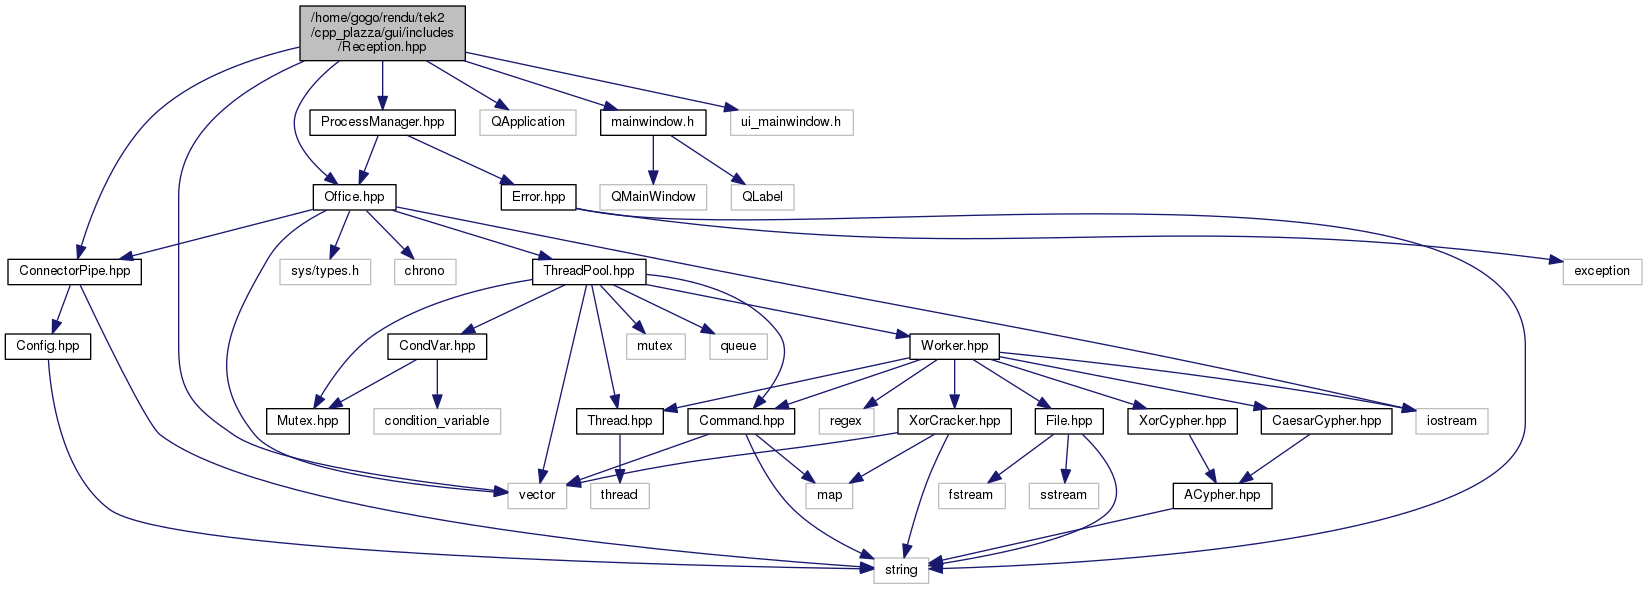 /home/gogo/rendu/tek2
/cpp_plazza/gui/includes
/Reception.hpp
ProcessManager.hpp
QApplication
mainwindow.h
ui_mainwindow.h
Office.hpp
Error.hpp
QMainWindow
QLabel
ConnectorPipe.hpp
sys/types.h
chrono
ThreadPool.hpp
exception
Config.hpp
CondVar.hpp
mutex
queue
Worker.hpp
Mutex.hpp
condition_variable
Thread.hpp
Command.hpp
regex
XorCracker.hpp
File.hpp
XorCypher.hpp
CaesarCypher.hpp
iostream
vector
thread
map
fstream
sstream
ACypher.hpp
string